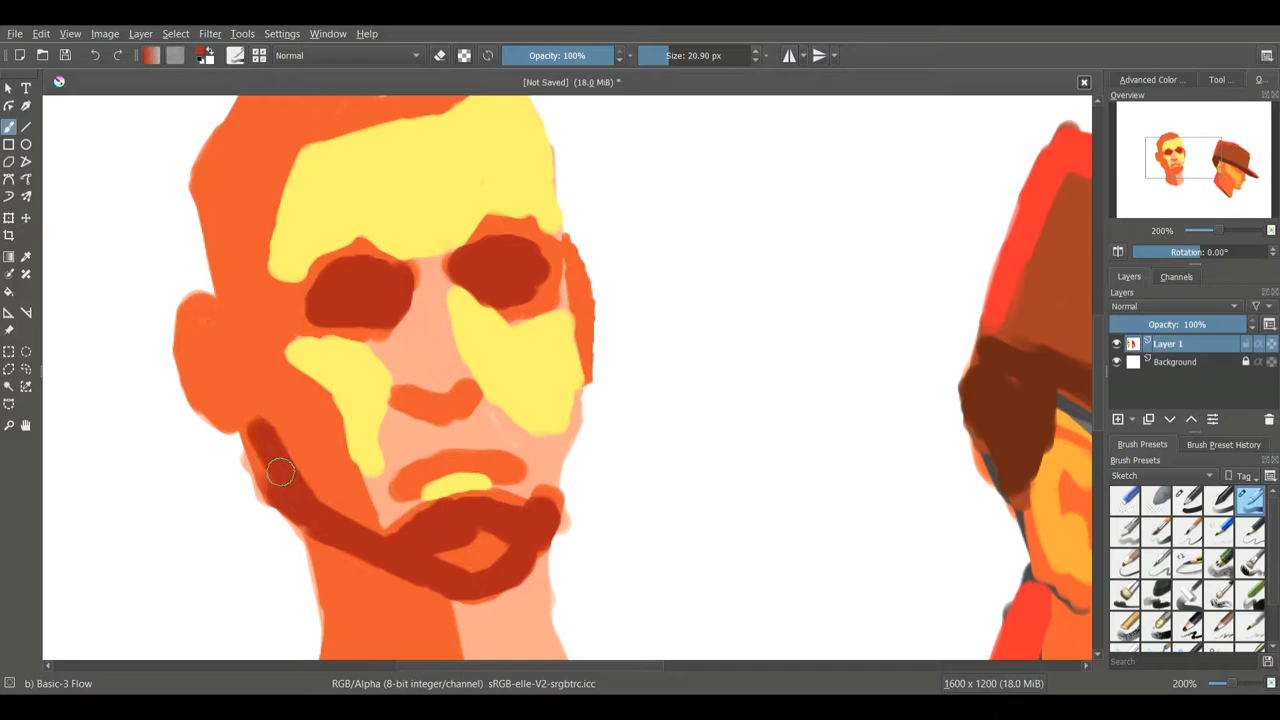 File Edit View Image Layer Select Filter Tools Settings Window Help
Normal Opacity: 100% Size: 20.90 px
[Not Saved] (18.0 MiB) *
Advanced Color ... Tool ... O...
Overview
200%
Rotation: 0.00°
Layers Channels
Layers
Normal
Opacity: 100%
Layer 1
Background
Brush Presets Brush Preset History
Brush Presets
Sketch Tag
Search
b) Basic-3 Flow RGB/Alpha (8-bit integer/channel) sRGB-elle-V2-srgbtrc.icc 1600 x 1200 (18.0 MiB) 200%